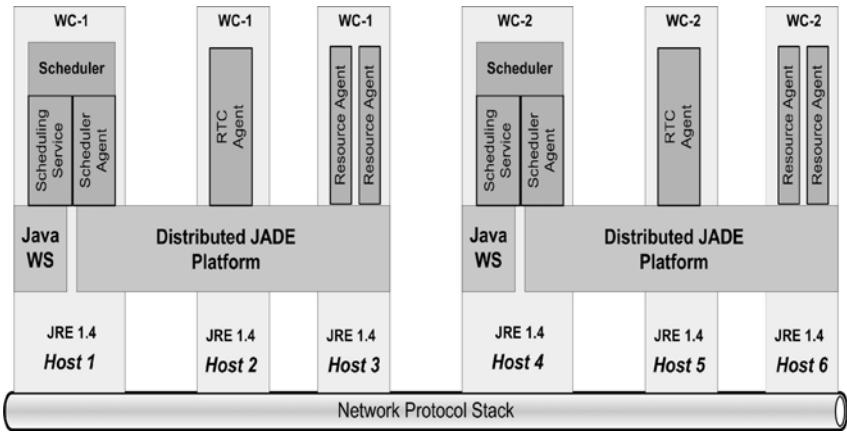 WC-1
WC-1
WC-1
WC-2
WC-2
WC-2
Scheduler
Scheduling
Service
Scheduler
Agent
RTC
Agent
Resource Agent
Resource Agent
Scheduler
Scheduling
Service
Scheduler
Agent
RTC
Agent
Resource Agent
Resource Agent
Java
WS
Distributed JADE
Platform
Java
WS
Distributed JADE
Platform
JRE 1.4
JRE 1.4
JRE 1.4
JRE 1.4
JRE 1.4
JRE 1.4
Host 1
Host 2
Host 3
Host 4
Host 5
Host 6
Network Protocol Stack